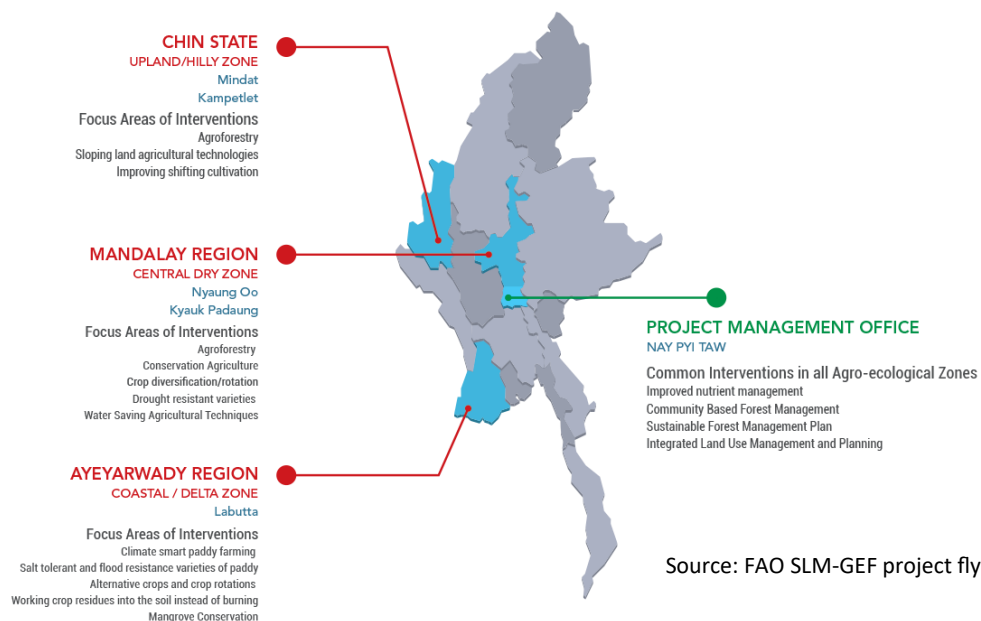 CHIN STATE
UPLAND/HILLY ZONE
Mindat
Kampetlet
Focus Areas of Interventions
Agroforestry
Sloping land agricultural technologies
Improving shifting cultivation
MANDALAY REGION
CENTRAL DRY ZONE
Nyaung Oo
Kyauk Padaung
Focus Areas of Interventions
Agroforestry
Conservation Agriculture
Crop diversification/rotation
Drought resistant varieties
Water Saving Agricultural Techniques
AYEYARWADY REGION
COASTAL / DELTA ZONE
Labutta
Focus Areas of Interventions
Climate smart paddy farming
Salt tolerant and flood resistance varieties of paddy
Alternative crops and crop rotations
Working crop residues into the soil instead of burning
Mangrove Conservation
PROJECT MANAGEMENT OFFICE
NAY PYI TAW
Common Interventions in all Agro-ecological Zones
Improved nutrient management
Community Based Forest Management
Sustainable Forest Management Plan
Integrated Land Use Management and Planning
Source: FAO SLM-GEF project fly